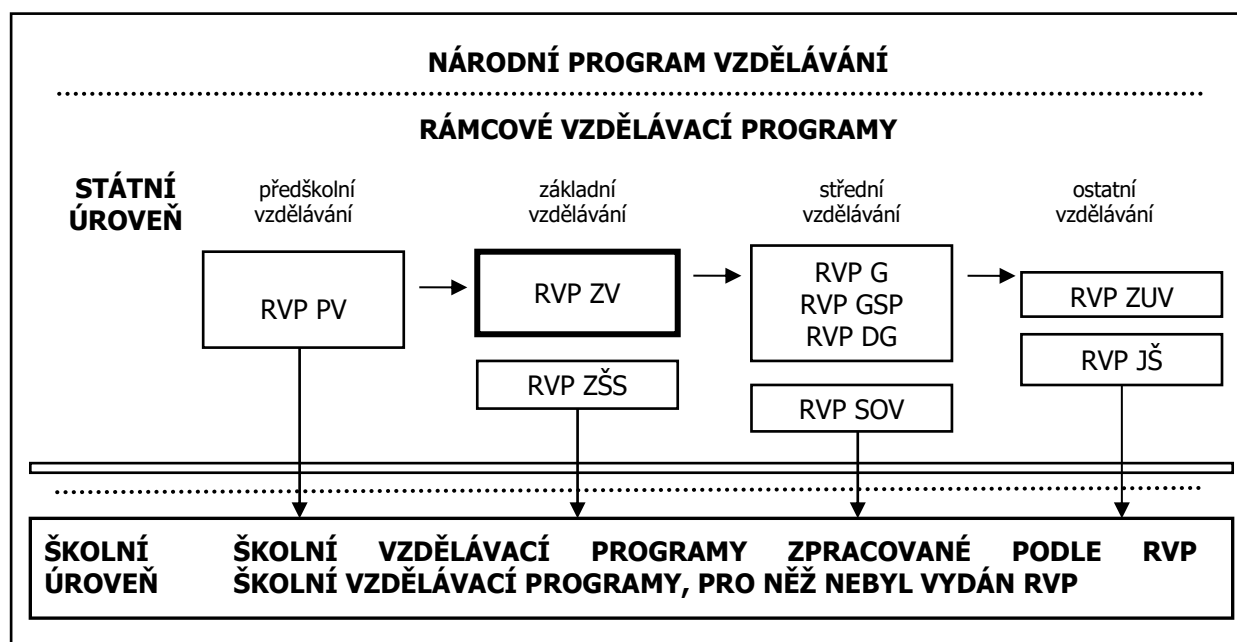 NÁRODNÍ PROGRAM VZDĚLÁVÁNÍ
RÁMCOVÉ VZDĚLÁVACÍ PROGRAMY
STÁTNÍ
ÚROVEŇ
předškolní
vzdělávání
základní
vzdělávání
střední
vzdělávání
ostatní
vzdělávání
RVP PV
RVP ZV
RVP ZŠS
RVP G
RVP GSP
RVP DG
RVP SOV
RVP ZUV
RVP JŠ
ŠKOLNÍ
ÚROVEŇ
ŠKOLNÍ VZDĚLÁVACÍ PROGRAMY ZPRACOVANÉ PODLE RVP
ŠKOLNÍ VZDĚLÁVACÍ PROGRAMY, PRO NĚŽ NEBYL VYDÁN RVP